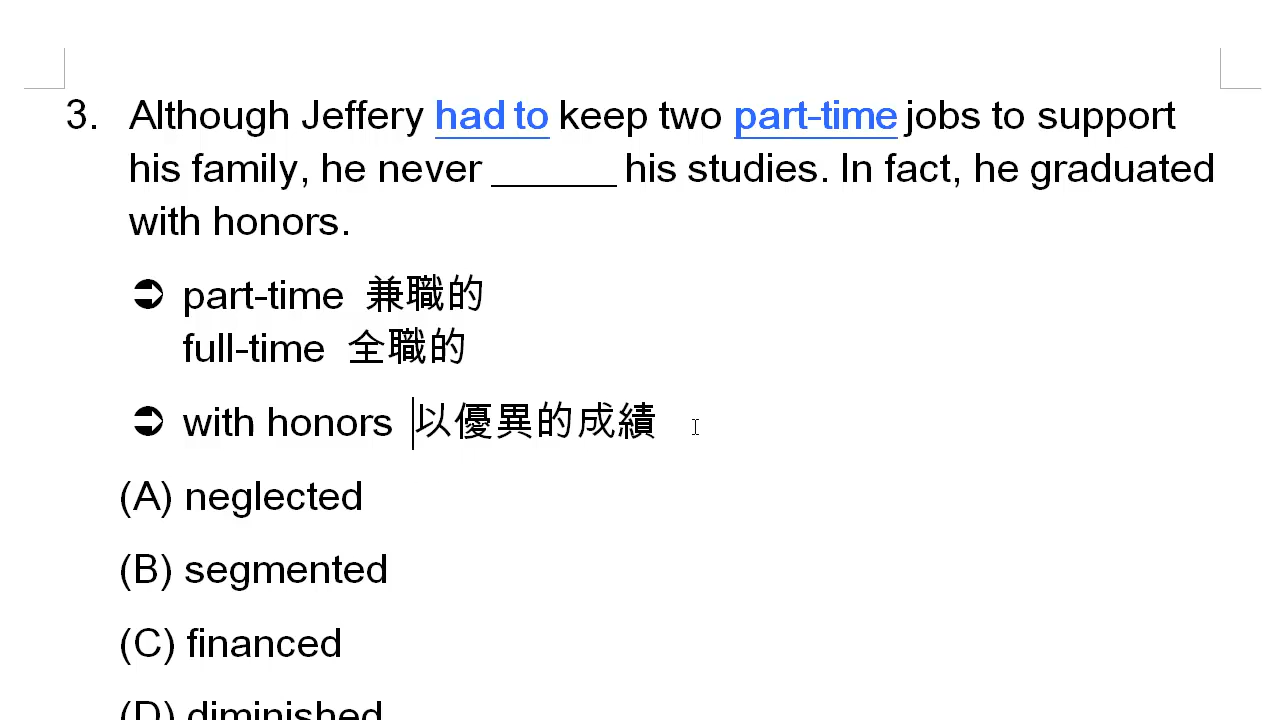 3. Although Jeffery had to keep two part-time jobs to support
his family, he never ______ his studies. In fact, he graduated
with honors.
➲ part-time 兼職的
full-time 全職的
➲ with honors 以優異的成績
(A) neglected
(B) segmented
(C) financed
(D) diminished